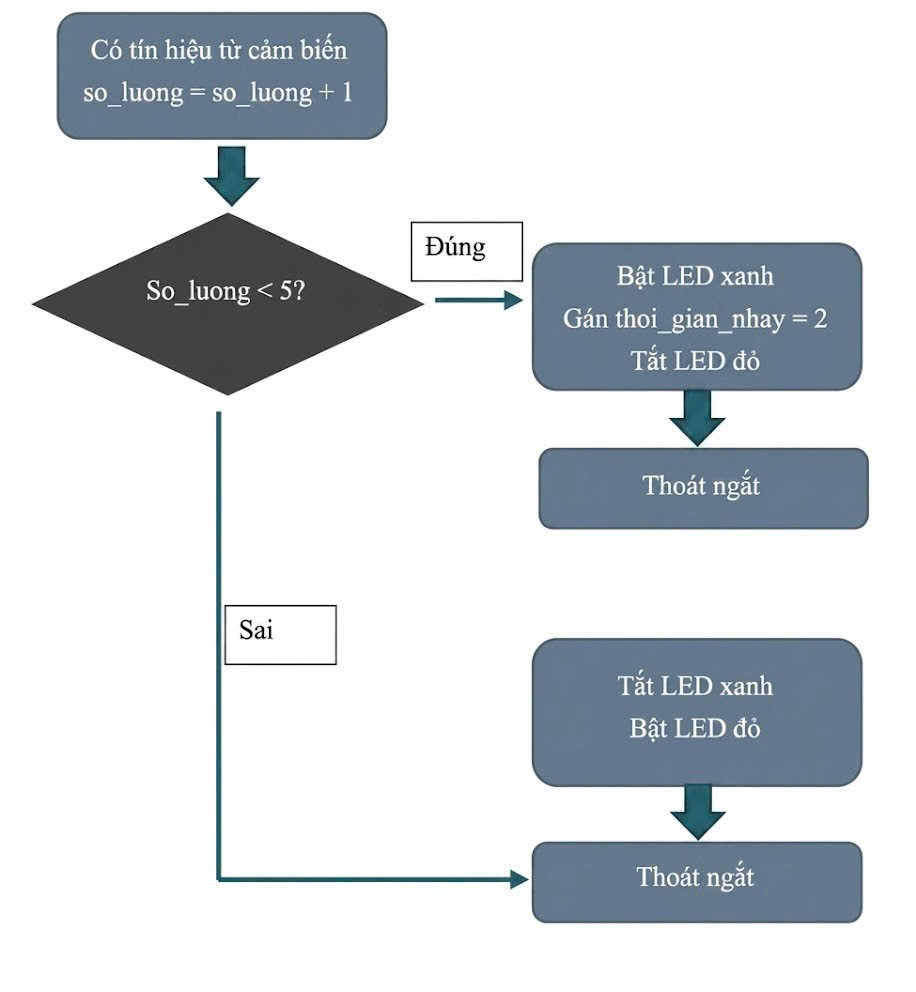 Có tín hiệu từ cảm biến
so_luong = so_luong + 1
So_luong < 5?
Đúng
Bật LED xanh
Gán thoi_gian_nhay = 2
Tắt LED đỏ
Thoát ngắt
Sai
Tắt LED xanh
Bật LED đỏ
Thoát ngắt